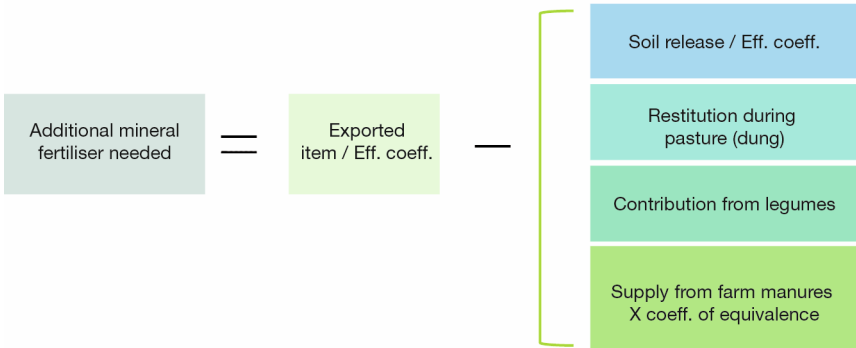 Additional mineral
fertiliser needed
=
Exported
item / Eff. coeff.
—
Soil release / Eff. coeff.
Restitution during
pasture (dung)
Contribution from legumes
Supply from farm manures
X coeff. of equivalence